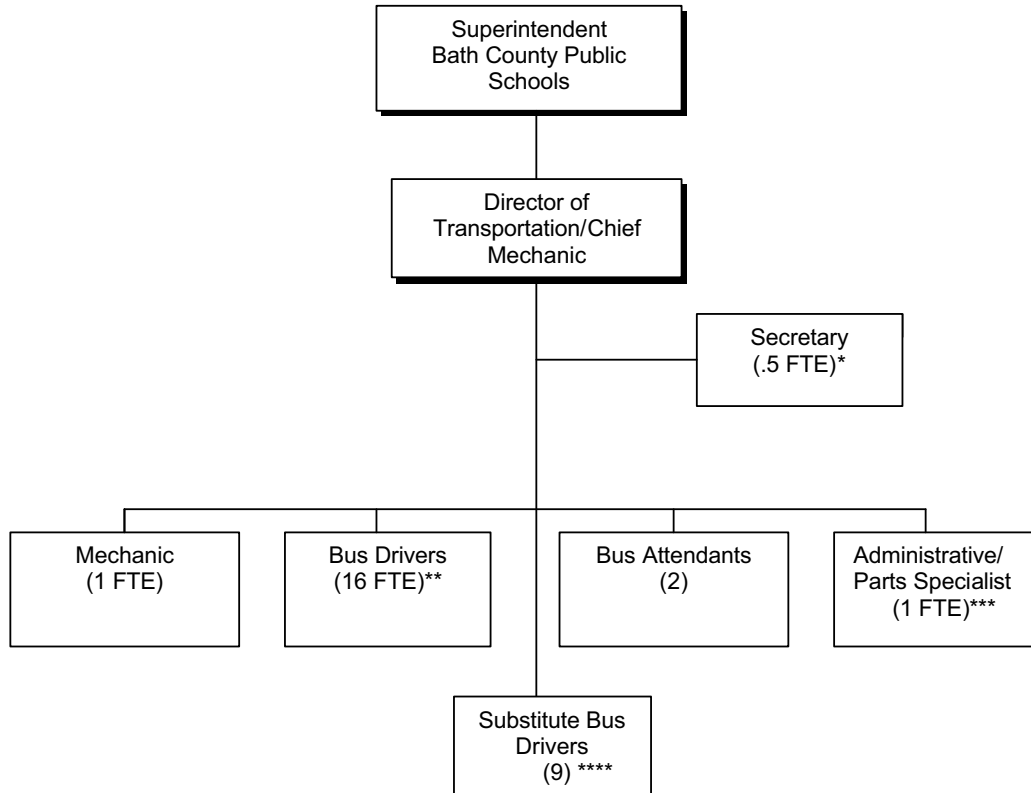 Superintendent
Bath County Public
Schools
Director of
Transportation/Chief
Mechanic
Secretary
(.5 FTE)*
Mechanic
(1 FTE)
Bus Drivers
(16 FTE)**
Bus Attendants
(2)
Administrative/
Parts Specialist
(1 FTE)***
Substitute Bus
Drivers
(9) ****